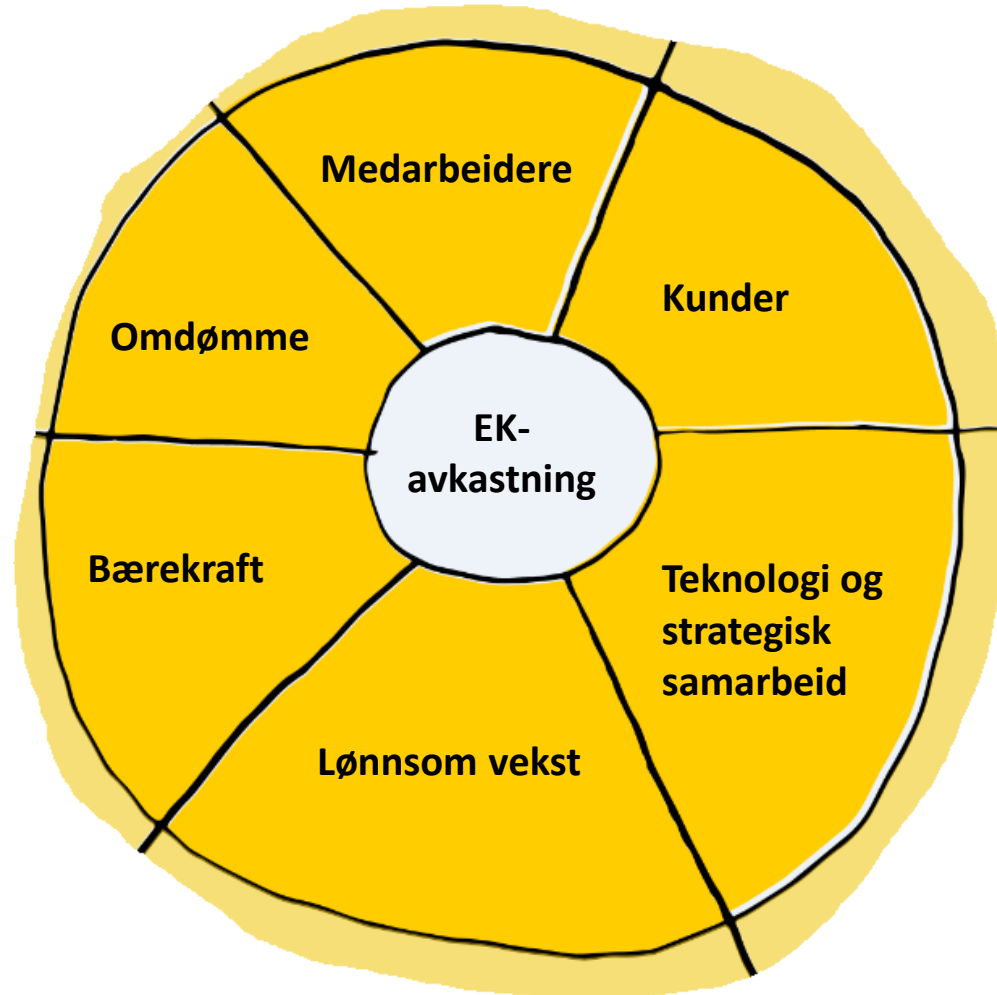 Medarbeidere
Kunder
Omdømme
EK-
avkastning
Bærekraft
Teknologi og
strategisk
samarbeid
Lønnsom vekst